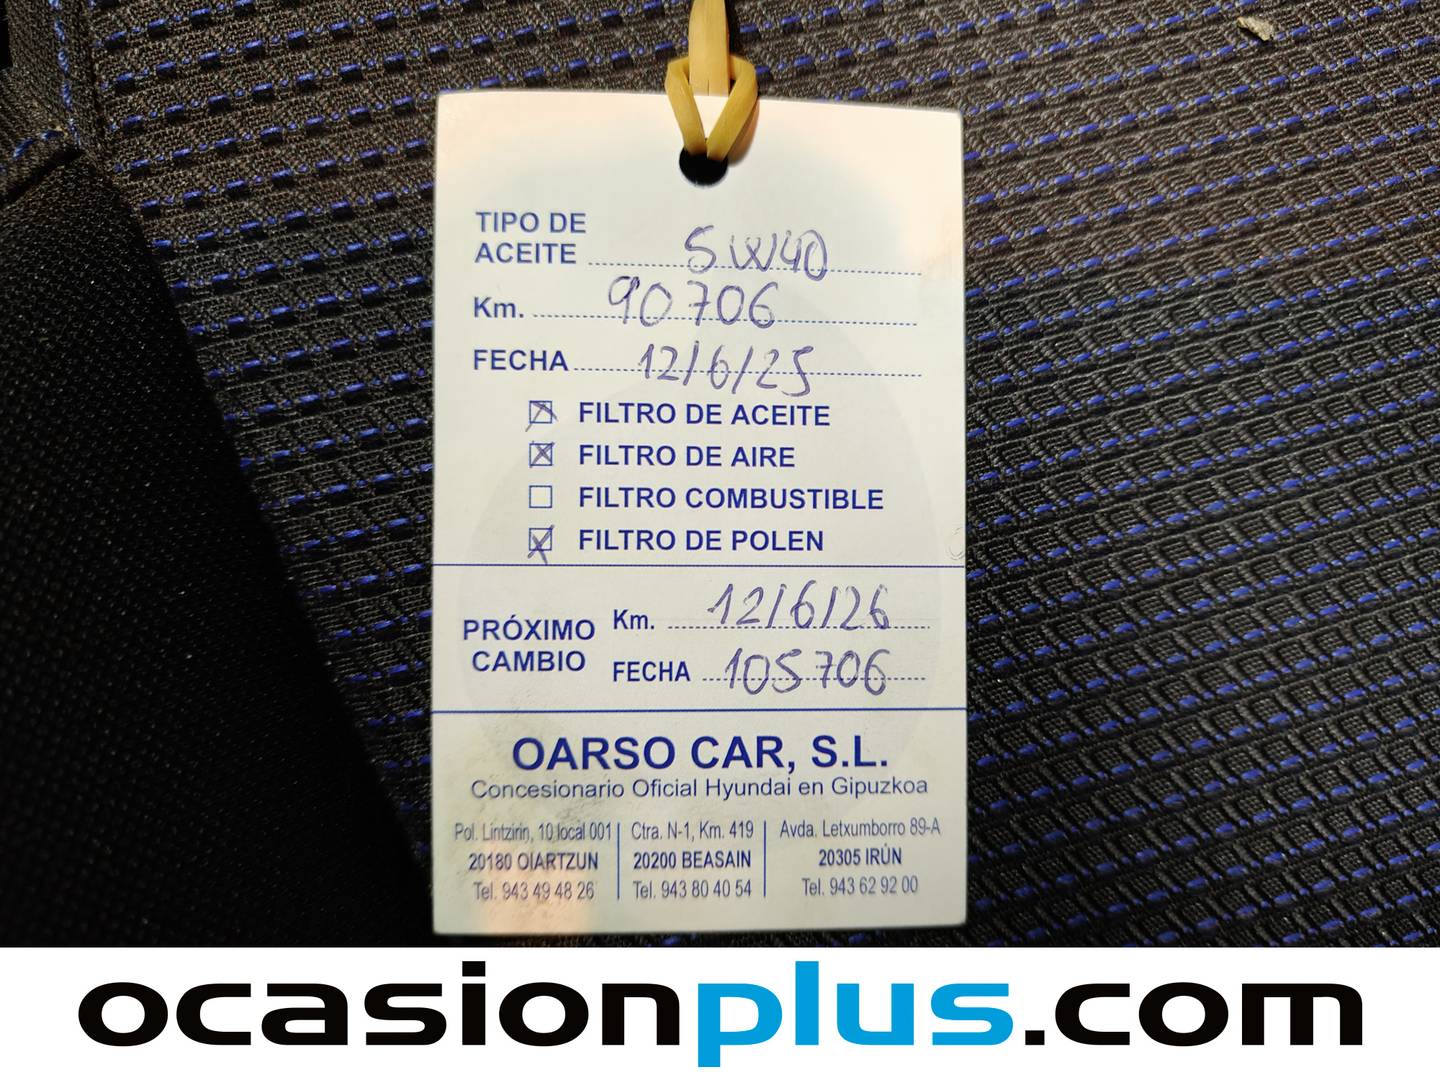 TIPO DE
ACEITE 5W40
Km. 90706
FECHA 12/6/25
FILTRO DE ACEITE
FILTRO DE AIRE
FILTRO COMBUSTIBLE
FILTRO DE POLEN
PRÓXIMO
CAMBIO
Km. 12/6/26
FECHA 105706
OARSO CAR, S.L.
Concesionario Oficial Hyundai en Gipuzkoa
Pol. Lintzirin, 10 local 001
20180 OIARTZUN
Tel. 943 49 48 26
Ctra. N-1, Km. 419
20200 BEASAIN
Tel. 943 80 40 54
Avda. Letxumborro 89-A
20305 IRÚN
Tel. 943 62 92 00
ocasionplus.com